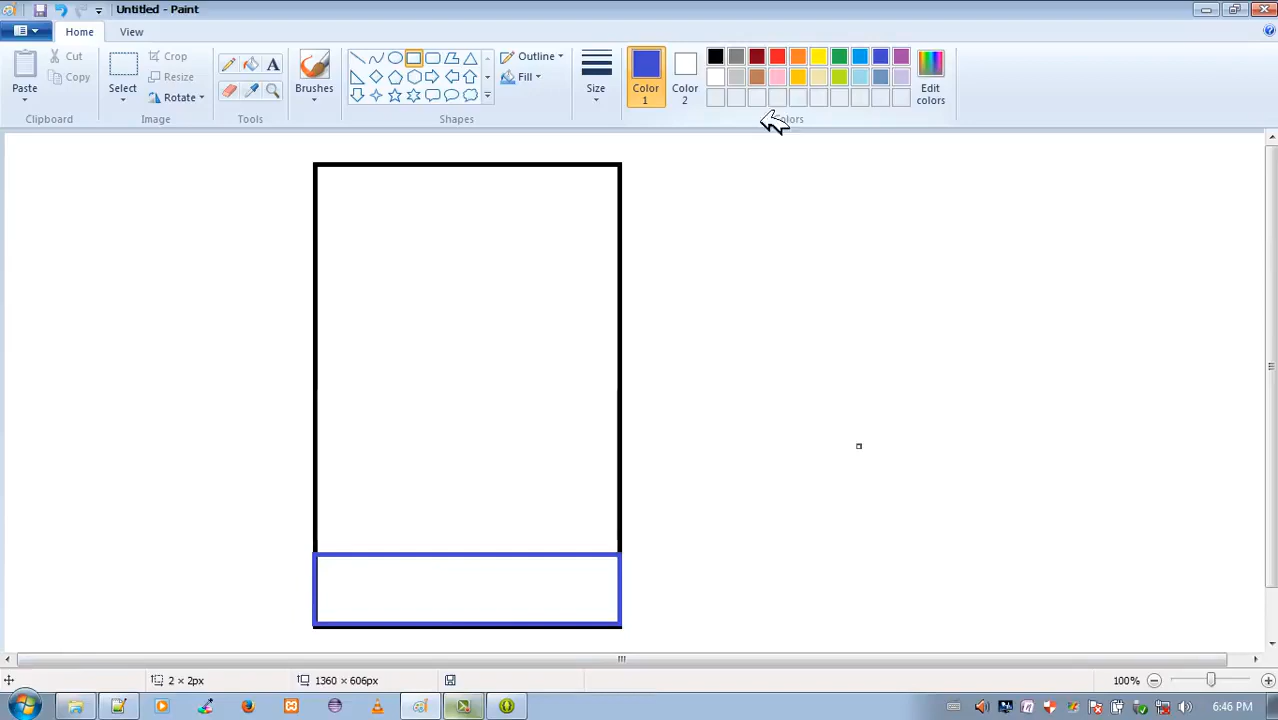 Untitled - Paint
Home
View
Paste
Cut
Copy
Clipboard
Select
Crop
Resize
Rotate
Image
Tools
Brushes
Outline
Fill
Shapes
Size
Color
1
Color
2
Edit
colors
2 × 2px
1360 × 606px
100%
6:46 PM